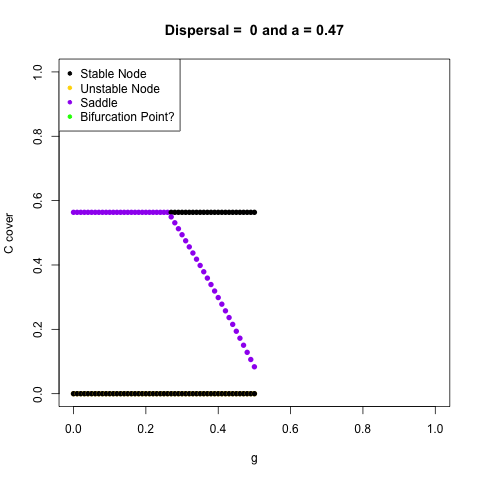 Dispersal =  0 and a = 0.47
Stable Node
Unstable Node
Saddle
Bifurcation Point?
C cover
1.0
0.8
0.6
0.4
0.2
0.0
0.0 0.2 0.4 0.6 0.8 1.0
g